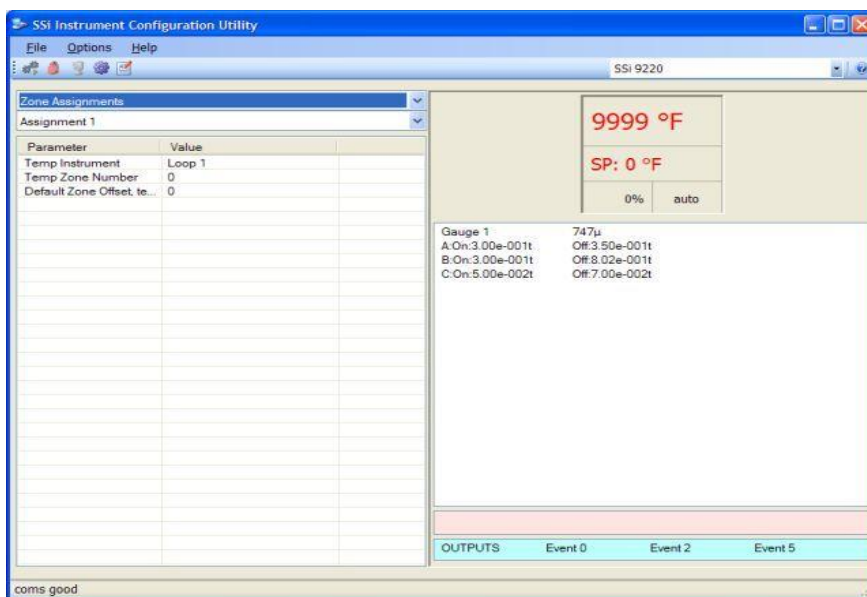 SSi Instrument Configuration Utility
File Options Help
SSi 9220
Zone Assignments
Assignment 1
Parameter Value
Temp Instrument Loop 1
Temp Zone Number 0
Default Zone Offset, te... 0
9999 °F
SP: 0 °F
0% auto
Gauge 1 747µ
A:On:3.00e-001t Off:3.50e-001t
B:On:3.00e-001t Off:8.02e-001t
C:On:5.00e-002t Off:7.00e-002t
OUTPUTS Event 0 Event 2 Event 5
coms good